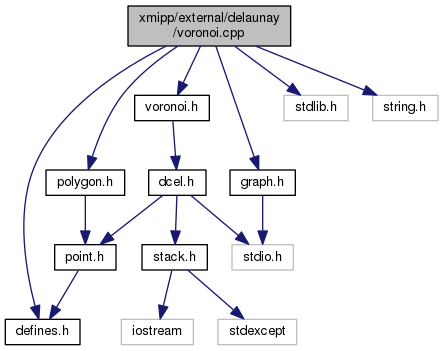 xmipp/external/delaunay
/voronoi.cpp
voronoi.h
stdlib.h
string.h
polygon.h
dcel.h
graph.h
point.h
stack.h
stdio.h
defines.h
iostream
stdexcept